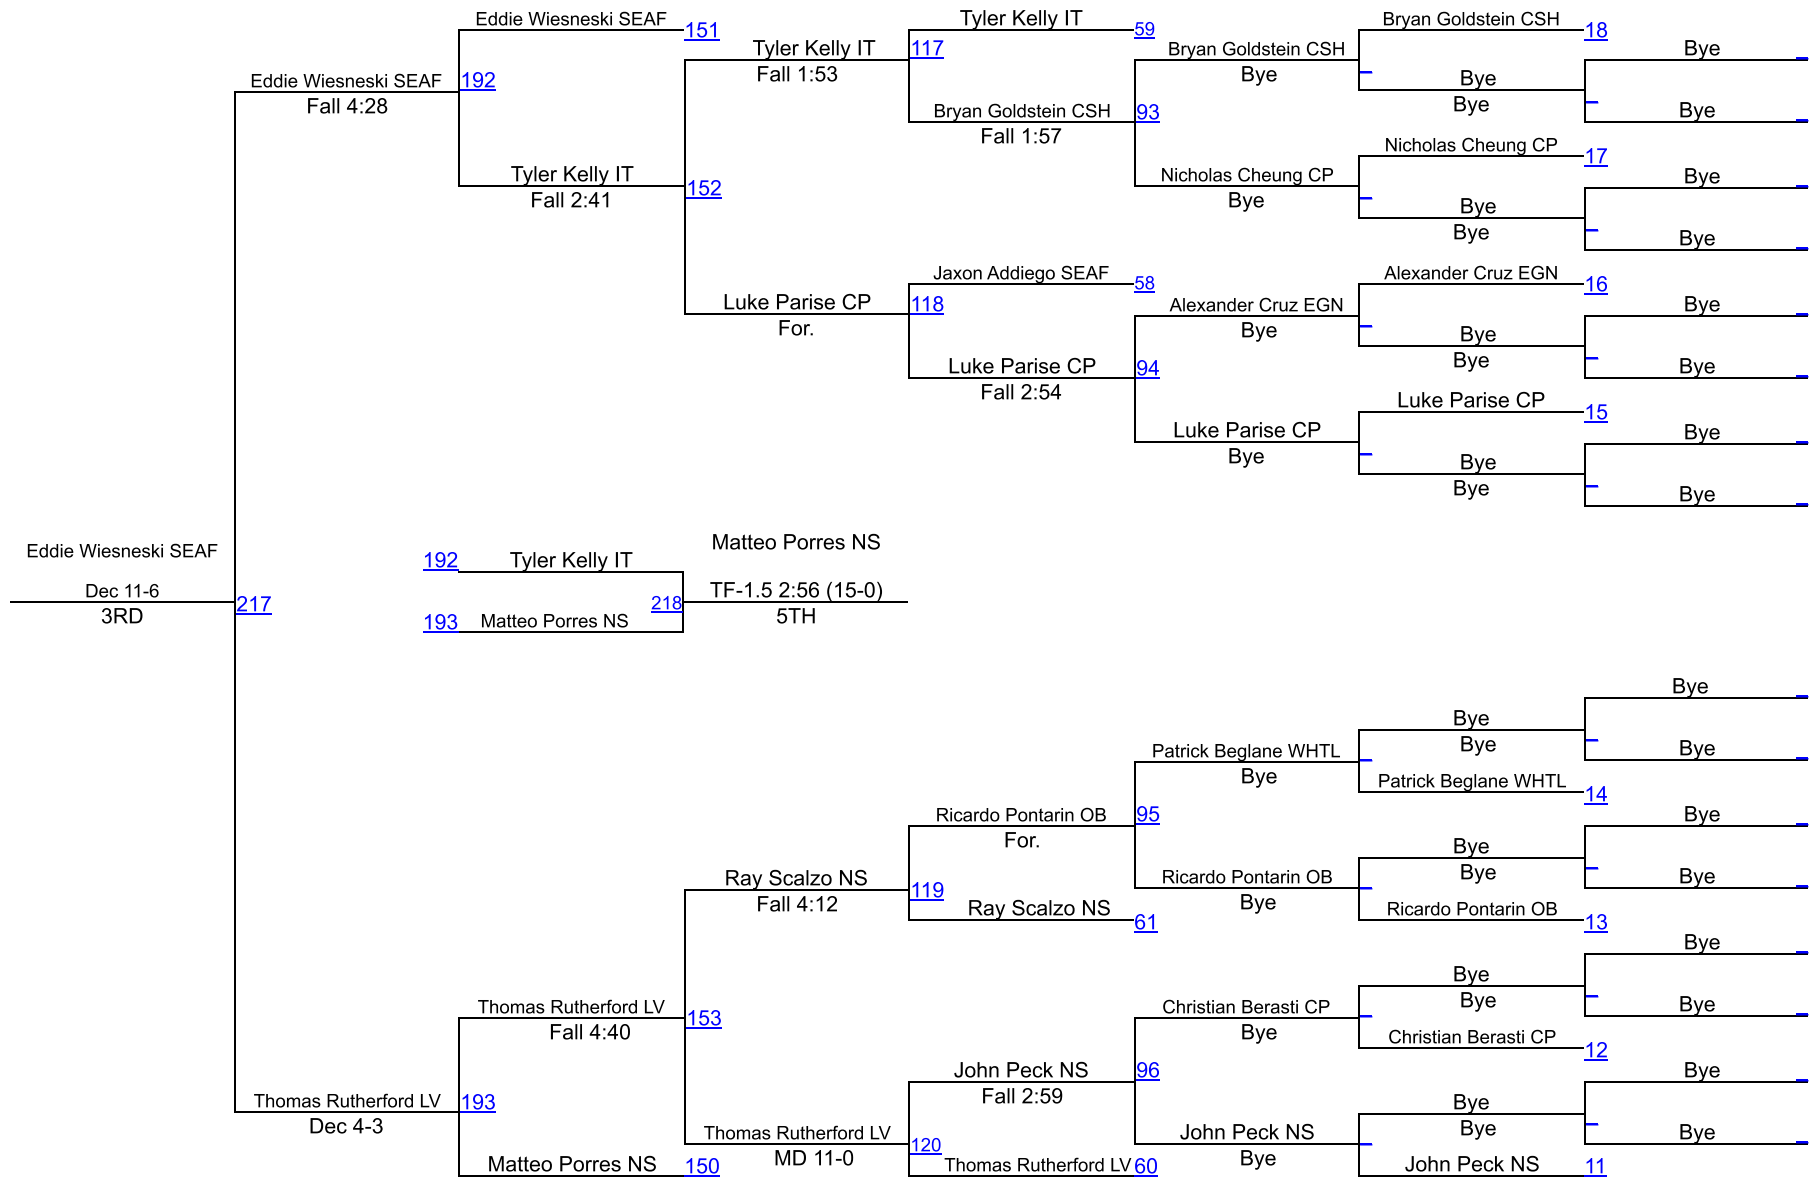 Eddie Wiesneski SEAF
151
Tyler Kelly IT
59
Bryan Goldstein CSH
18
Tyler Kelly IT
Fall 1:53
117
Bryan Goldstein CSH
Bye
Bye
Eddie Wiesneski SEAF
Fall 4:28
192
Bye
Bye
Bryan Goldstein CSH
Fall 1:57
93
Bye
Nicholas Cheung CP
17
Tyler Kelly IT
Fall 2:41
152
Nicholas Cheung CP
Bye
Bye
Bye
Bye
Bye
Jaxon Addiego SEAF
58
Alexander Cruz EGN
16
Luke Parise CP
For.
118
Alexander Cruz EGN
Bye
Bye
Bye
Bye
Luke Parise CP
Fall 2:54
94
Bye
Luke Parise CP
15
Luke Parise CP
Bye
Bye
Bye
Bye
Bye
Eddie Wiesneski SEAF
Dec 11-6
3RD
217
192
Tyler Kelly IT
Matteo Porres NS
218
TF-1.5 2:56 (15-0)
5TH
193
Matteo Porres NS
Bye
Bye
Bye
Patrick Beglane WHTL
Bye
Bye
Patrick Beglane WHTL
14
Ricardo Pontarin OB
For.
95
Bye
Bye
Bye
Ray Scalzo NS
Fall 4:12
119
Ricardo Pontarin OB
Bye
Bye
Ray Scalzo NS
61
Ricardo Pontarin OB
13
Bye
Bye
Bye
Thomas Rutherford LV
Fall 4:40
153
Christian Berasti CP
Bye
Bye
Christian Berasti CP
12
John Peck NS
Fall 2:59
96
Bye
Thomas Rutherford LV
Dec 4-3
193
Bye
Bye
Thomas Rutherford LV
MD 11-0
120
John Peck NS
Bye
Bye
Matteo Porres NS
150
Thomas Rutherford LV
60
John Peck NS
11